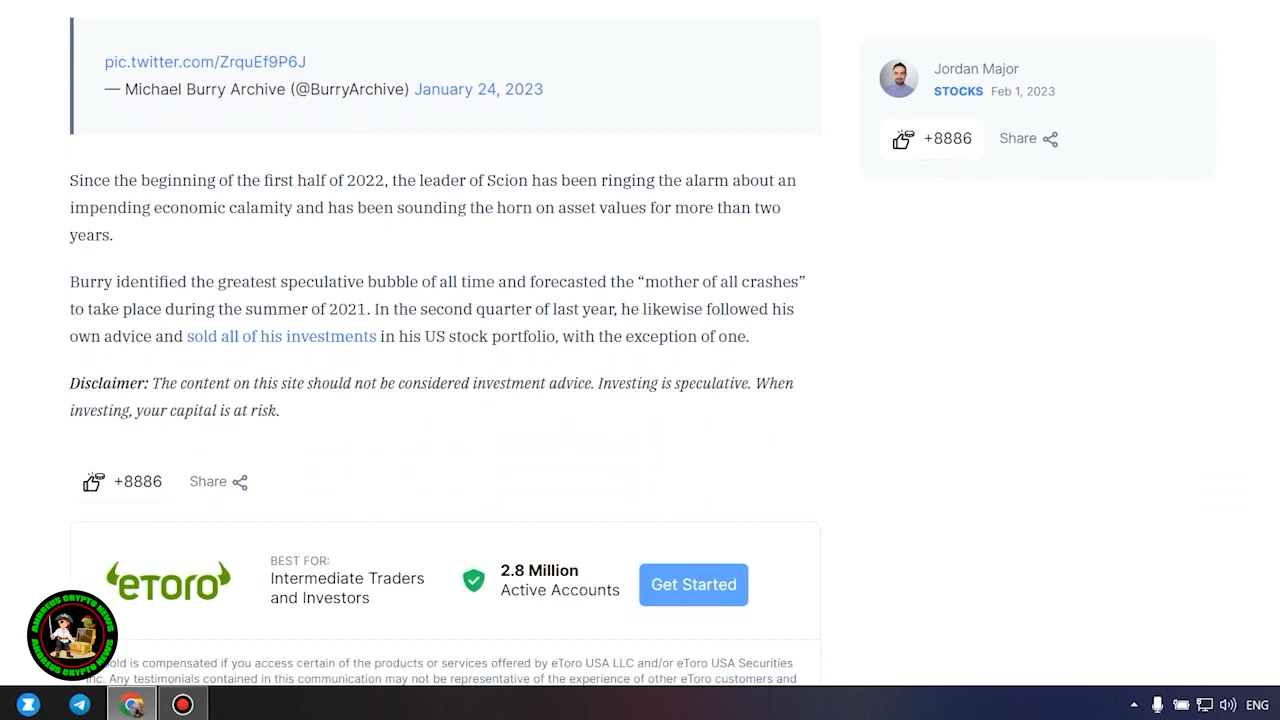 pic.twitter.com/ZrquEf9P6J
— Michael Burry Archive (@BurryArchive) January 24, 2023
Jordan Major
STOCKS Feb 1, 2023
+8886 Share
Since the beginning of the first half of 2022, the leader of Scion has been ringing the alarm about an
impending economic calamity and has been sounding the horn on asset values for more than two
years.
Burry identified the greatest speculative bubble of all time and forecasted the “mother of all crashes”
to take place during the summer of 2021. In the second quarter of last year, he likewise followed his
own advice and sold all of his investments in his US stock portfolio, with the exception of one.
Disclaimer: The content on this site should not be considered investment advice. Investing is speculative. When
investing, your capital is at risk.
+8886 Share
eToro
BEST FOR:
Intermediate Traders
and Investors
2.8 Million
Active Accounts
Get Started
ANDREUS CRYPTO NEWS
ANDREUS CRYPTO NEWS
is compensated if you access certain of the products or services offered by eToro USA LLC and/or eToro USA Securities
Inc. Any testimonials contained in this communication may not be representative of the experience of other eToro customers and
ENG